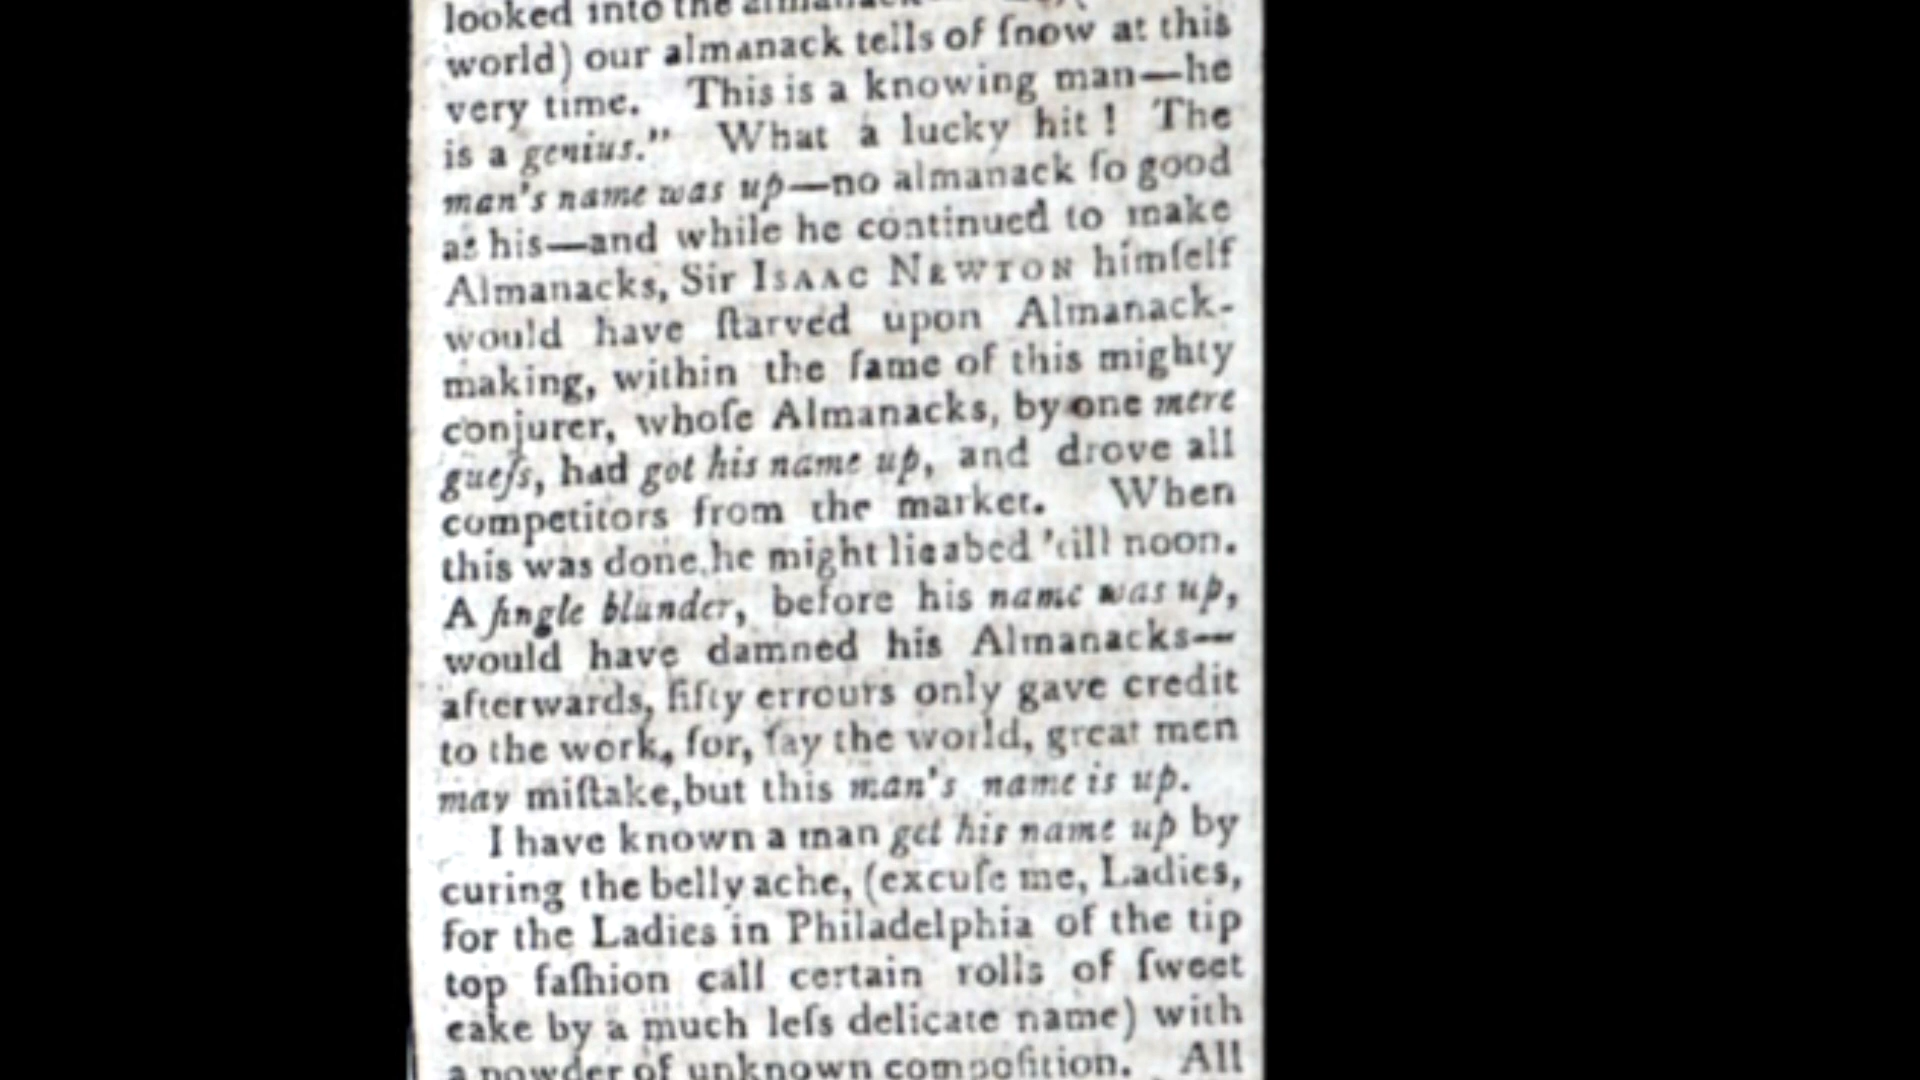 looked into the almanack
world) our almanack tells of ſnow at this
very time. This is a knowing man—he
is a genius." What a lucky hit! The
man's name was up—no almanack ſo good
as his—and while he continued to make
Almanacks, Sir ISAAC NEWTON himſelf
would have ſtarved upon Almanack-
making, within the fame of this mighty
conjurer, whoſe Almanacks, by one mere
gueſs, had got his name up, and drove all
competitors from the market. When
this was done, he might lie abed 'till noon.
A ſingle blunder, before his name was up,
would have damned his Almanacks—
afterwards, fifty errours only gave credit
to the work, for, ſay the world, great men
may miſtake, but this man's name is up.
I have known a man get his name up by
curing the belly ache, (excuſe me, Ladies,
for the Ladies in Philadelphia of the tip
top faſhion call certain rolls of ſweet
cake by a much leſs delicate name) with
a powder of unknown compoſition. All